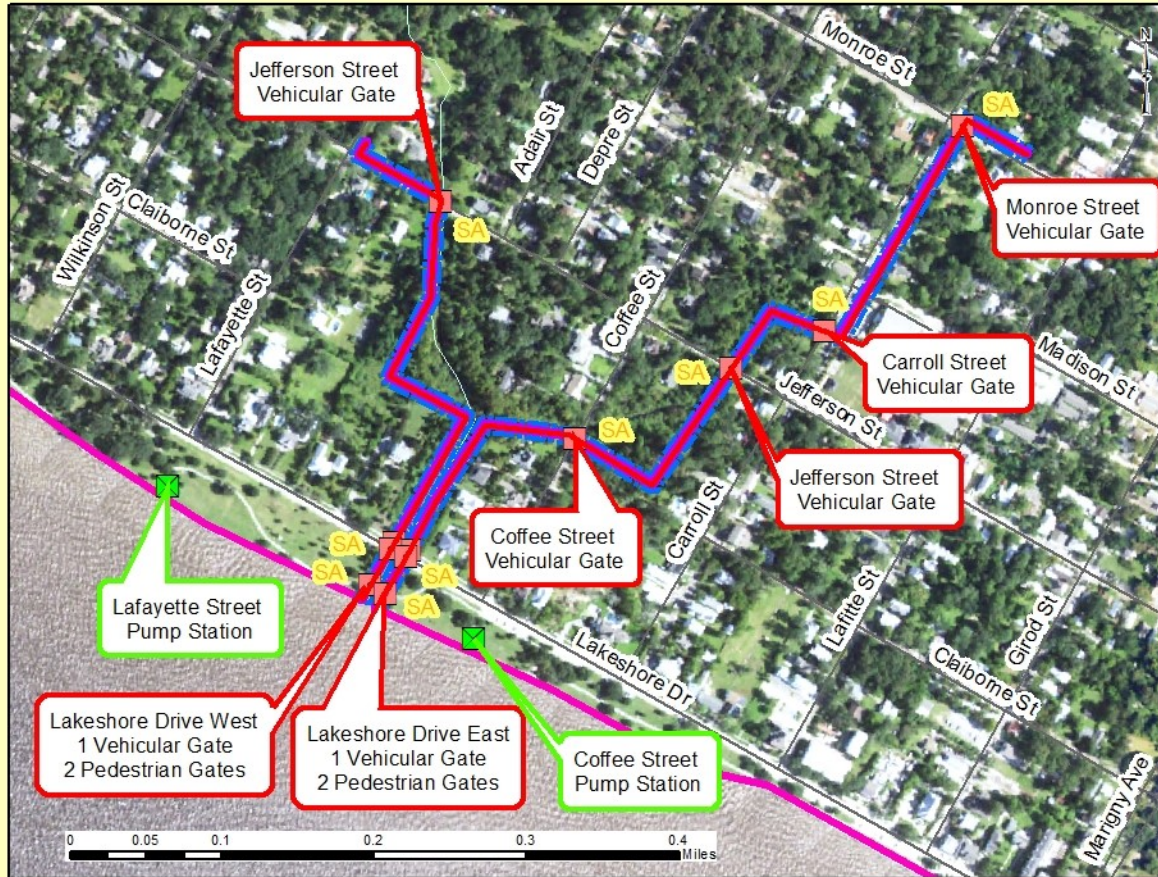 Monroe St
N
Jefferson Street
Vehicular Gate
SA
Adair St
Depre St
Monroe Street
Vehicular Gate
Wilkinson St
Claiborne St
SA
Lafayette St
Coffee St
SA
Madison St
Carroll Street
Vehicular Gate
SA
Jefferson St
SA
Jefferson Street
Vehicular Gate
Carroll St
Coffee Street
Vehicular Gate
SA
SA
SA
SA
Lafayette Street
Pump Station
Lafitte St
Girod St
Lakeshore Dr
Claiborne St
Lakeshore Drive West
1 Vehicular Gate
2 Pedestrian Gates
Lakeshore Drive East
1 Vehicular Gate
2 Pedestrian Gates
Coffee Street
Pump Station
Marigny Ave
0 0.05 0.1 0.2 0.3 0.4
Miles